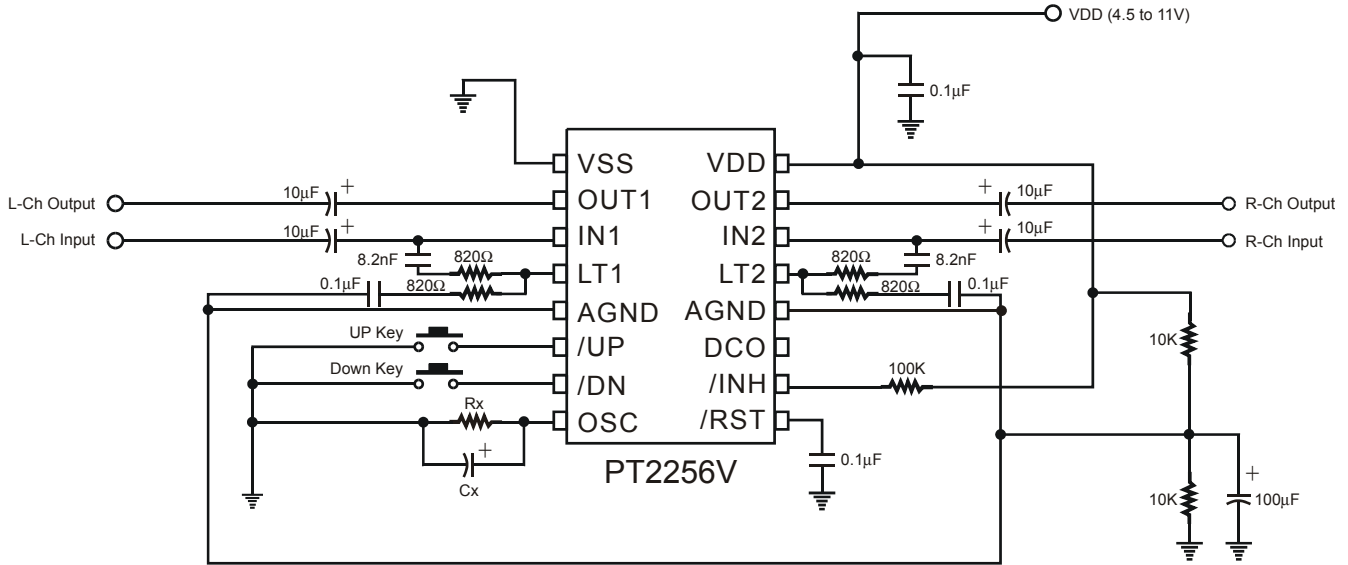 VDD (4.5 to 11V)
0.1μF
VSS VDD
L-Ch Output 10μF + OUT1 OUT2 + 10μF R-Ch Output
L-Ch Input 10μF + IN1 IN2 + 10μF R-Ch Input
8.2nF 820Ω LT1 LT2 820Ω 8.2nF
0.1μF 820Ω 820Ω 0.1μF
AGND AGND
UP Key /UP DCO 10K
Down Key /DN /INH 100K
Rx OSC /RST
+ Cx
PT2256V
0.1μF
10K + 100μF